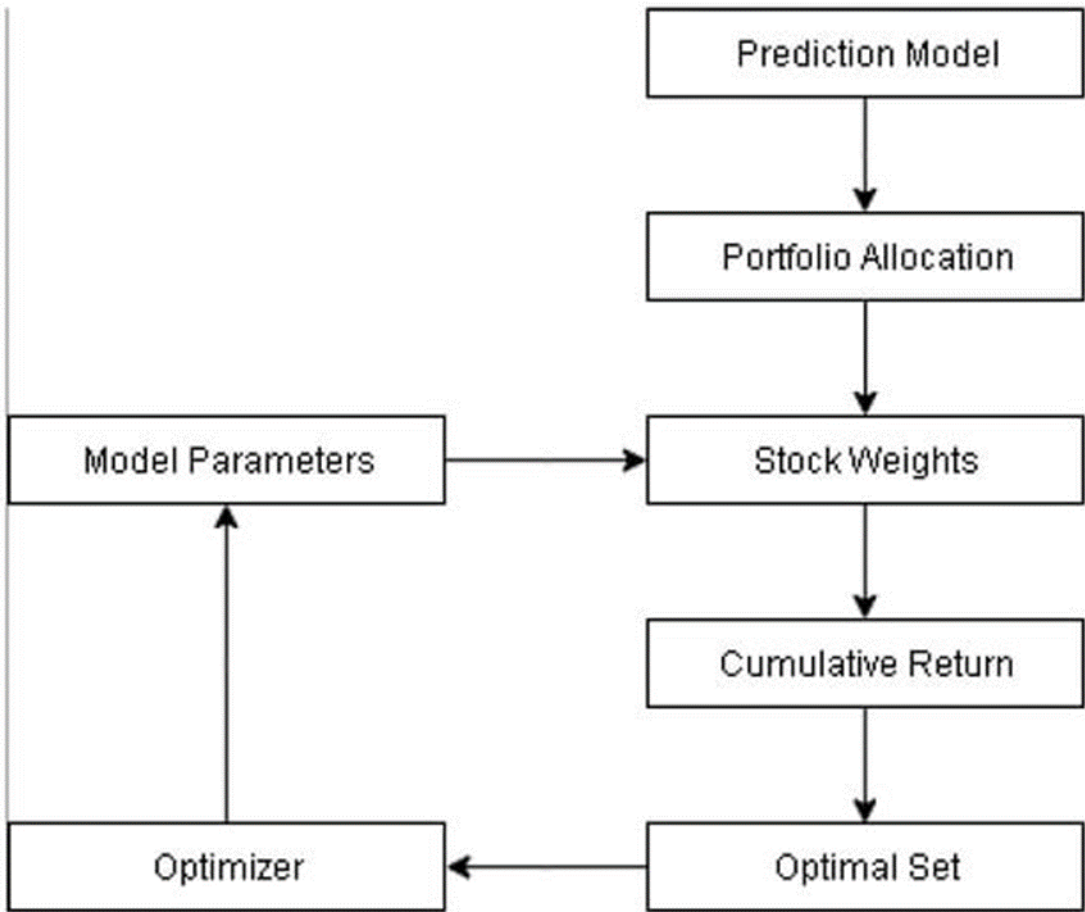 Prediction Model
Portfolio Allocation
Model Parameters
Stock Weights
Cumulative Return
Optimizer
Optimal Set